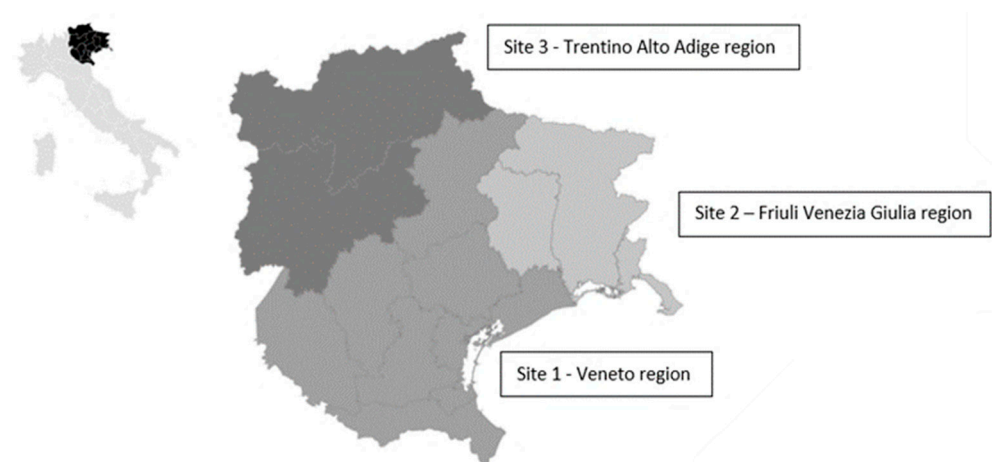 Site 3 - Trentino Alto Adige region
Site 2 – Friuli Venezia Giulia region
Site 1 - Veneto region